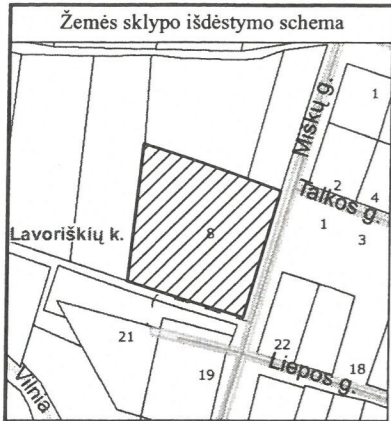 Žemės sklypo išdėstymo schema
1
Miškų g.
2
4
Talkos g.
1
3
Lavoriškių k.
8
21
22
Liepos g.
18
19
Vilnia